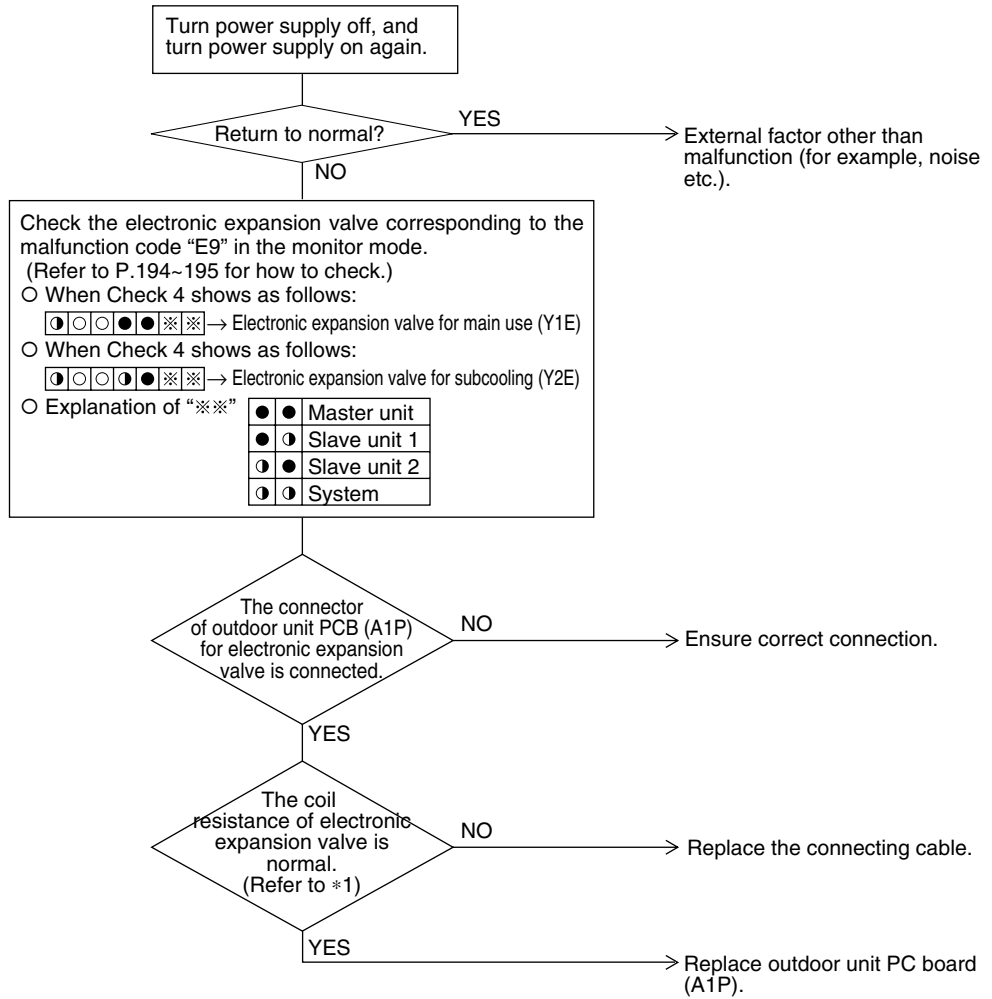 Turn power supply off, and
turn power supply on again.
Return to normal?
YES
External factor other than
malfunction (for example, noise
etc.).
NO
Check the electronic expansion valve corresponding to the
malfunction code “E9” in the monitor mode.
(Refer to P.194~195 for how to check.)
○ When Check 4 shows as follows:
◑ ○ ○ ● ● ※ ※ → Electronic expansion valve for main use (Y1E)
○ When Check 4 shows as follows:
◑ ○ ○ ◑ ● ※ ※ → Electronic expansion valve for subcooling (Y2E)
○ Explanation of “※※”
● ● Master unit
● ◑ Slave unit 1
◑ ● Slave unit 2
◑ ◑ System
The connector
of outdoor unit PCB (A1P)
for electronic expansion
valve is connected.
NO
Ensure correct connection.
YES
The coil
resistance of electronic
expansion valve is
normal.
(Refer to *1)
NO
Replace the connecting cable.
YES
Replace outdoor unit PC board
(A1P).